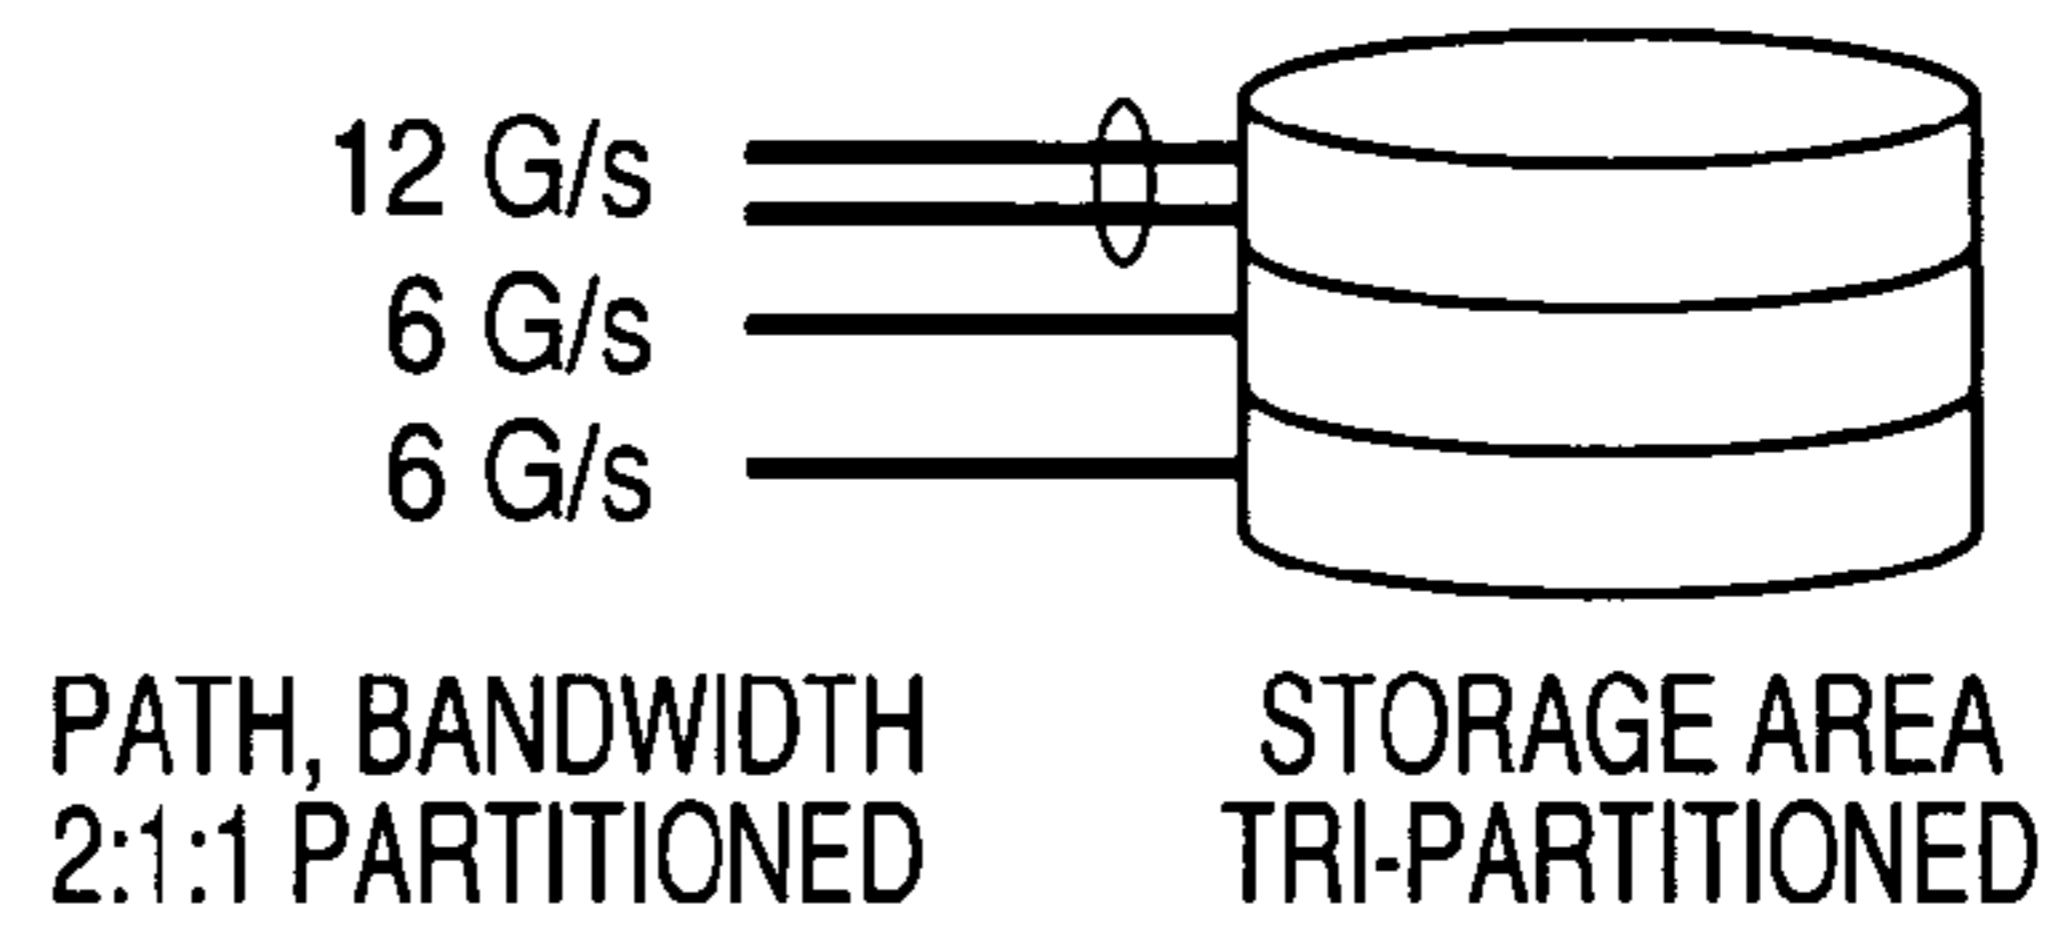 12 G/s
6 G/s
6 G/s
PATH, BANDWIDTH
2:1:1 PARTITIONED
STORAGE AREA
TRI-PARTITIONED